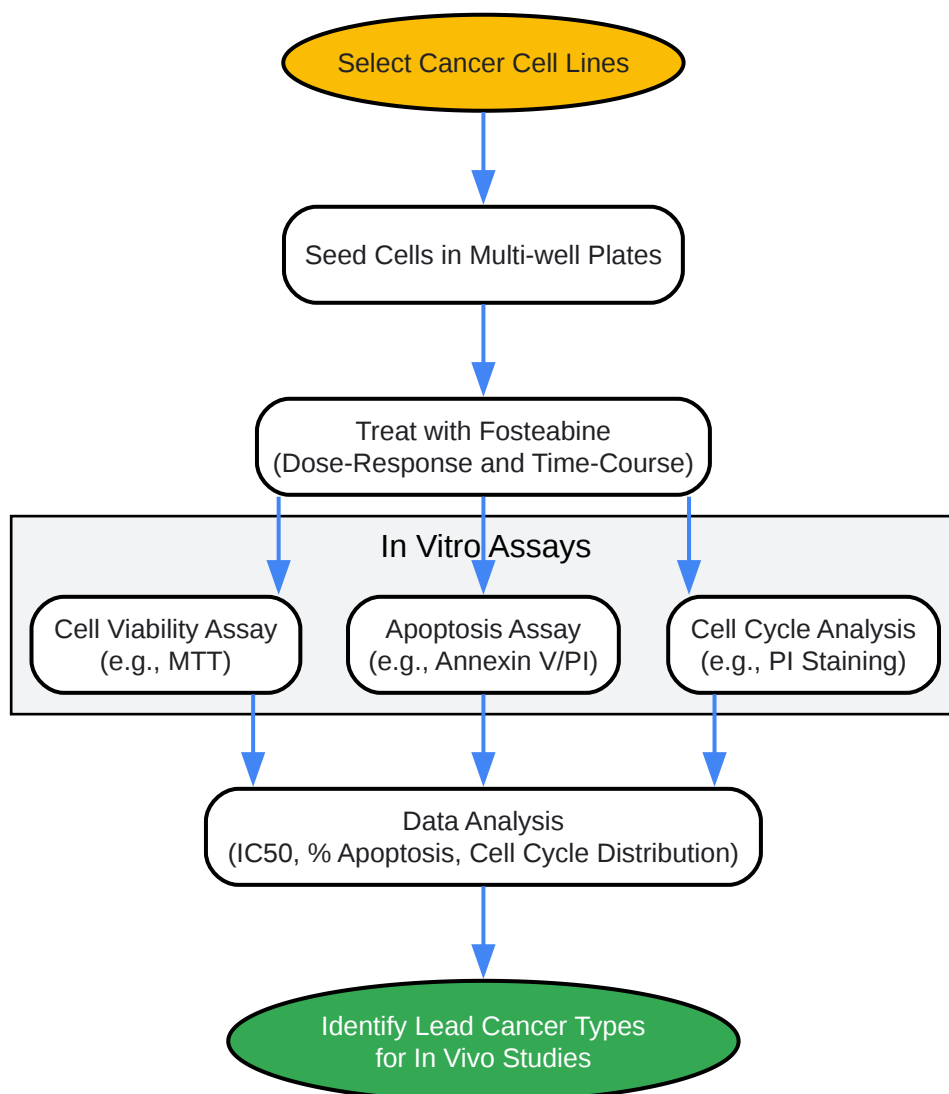 Select Cancer Cell Lines
Seed Cells in Multi-well Plates
Treat with Fosteabine
(Dose-Response and Time-Course)
In Vitro Assays
Cell Viability Assay
(e.g., MTT)
Apoptosis Assay
(e.g., Annexin V/PI)
Cell Cycle Analysis
(e.g., PI Staining)
Data Analysis
(IC50, % Apoptosis, Cell Cycle Distribution)
Identify Lead Cancer Types
for In Vivo Studies